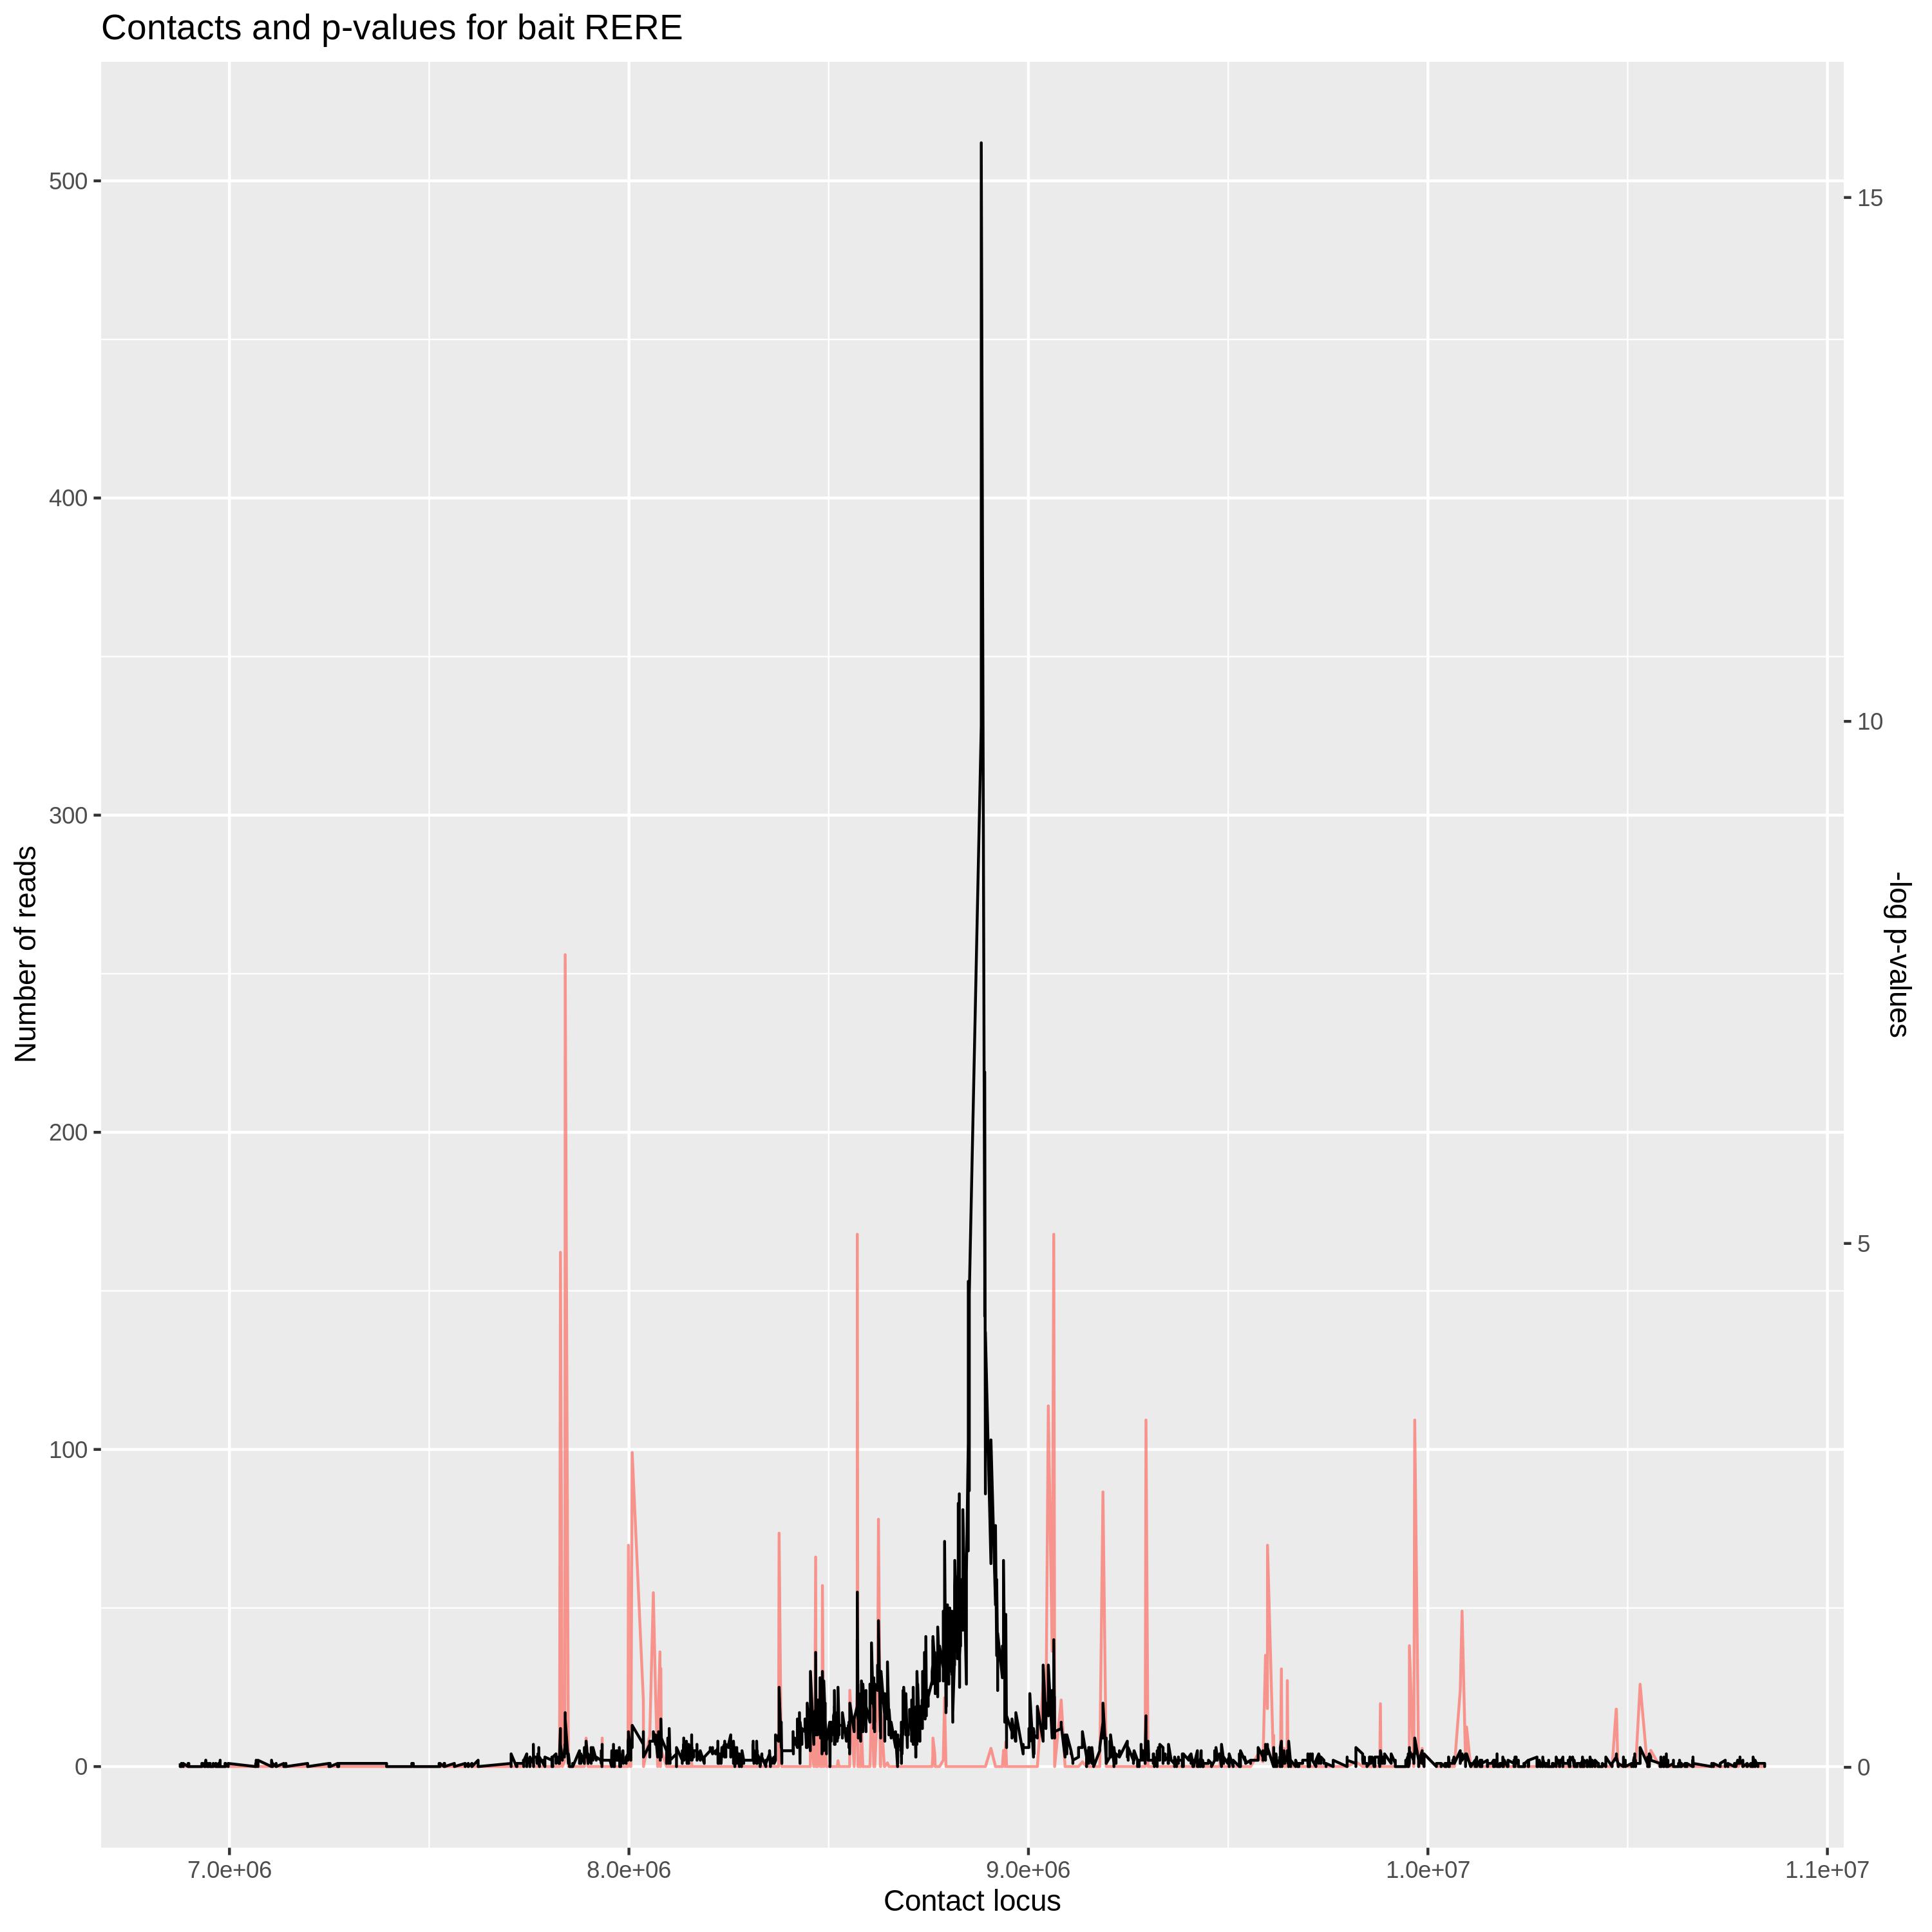 Contacts and p-values for bait RERE
500
400
300
200
100
0
Number of reads
15
10
5
0
-log p-values
7.0e+06
8.0e+06
9.0e+06
1.0e+07
1.1e+07
Contact locus